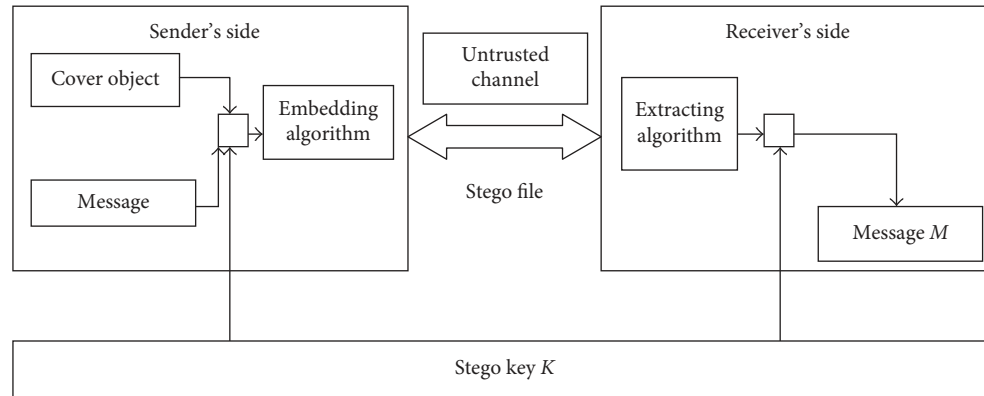 Sender’s side
Cover object
Embedding
algorithm
Message
Untrusted
channel
Stego file
Receiver’s side
Extracting
algorithm
Message M
Stego key K